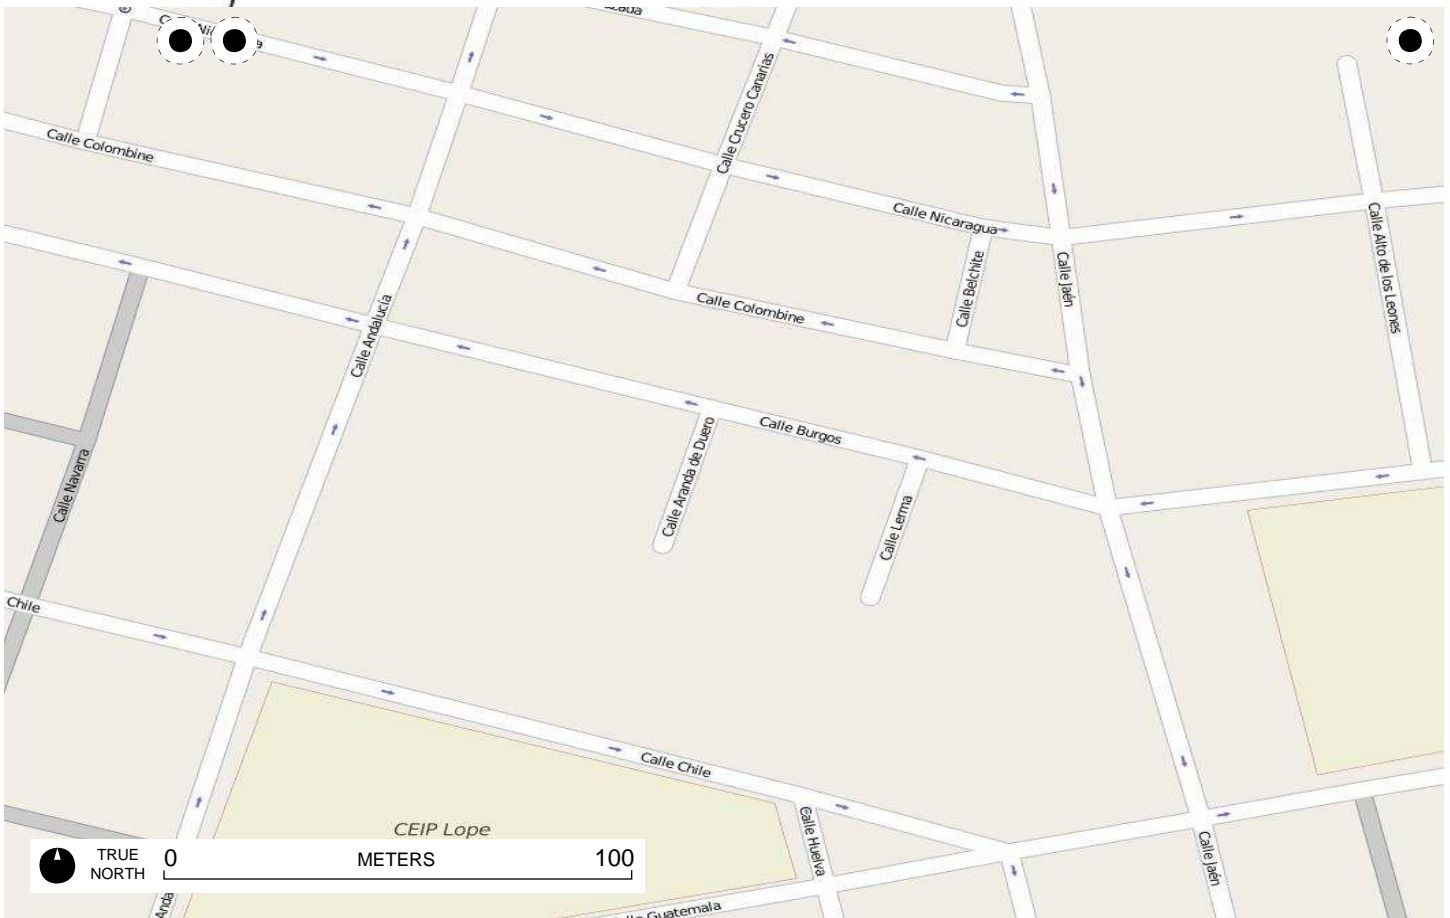 Calle Colombine
Calle Crucero Canarias
Calle Nicaragua
Calle Belchite
Calle Jaén
Calle Alto de los Leones
Calle Colombine
Calle Andalucía
Calle Burgos
Calle Aranda de Duero
Calle Lerma
Calle Navarra
Chile
Calle Chile
CEIP Lope
Calle Huelva
Calle Jaén
Guatemala
TRUE
NORTH
0 METERS 100